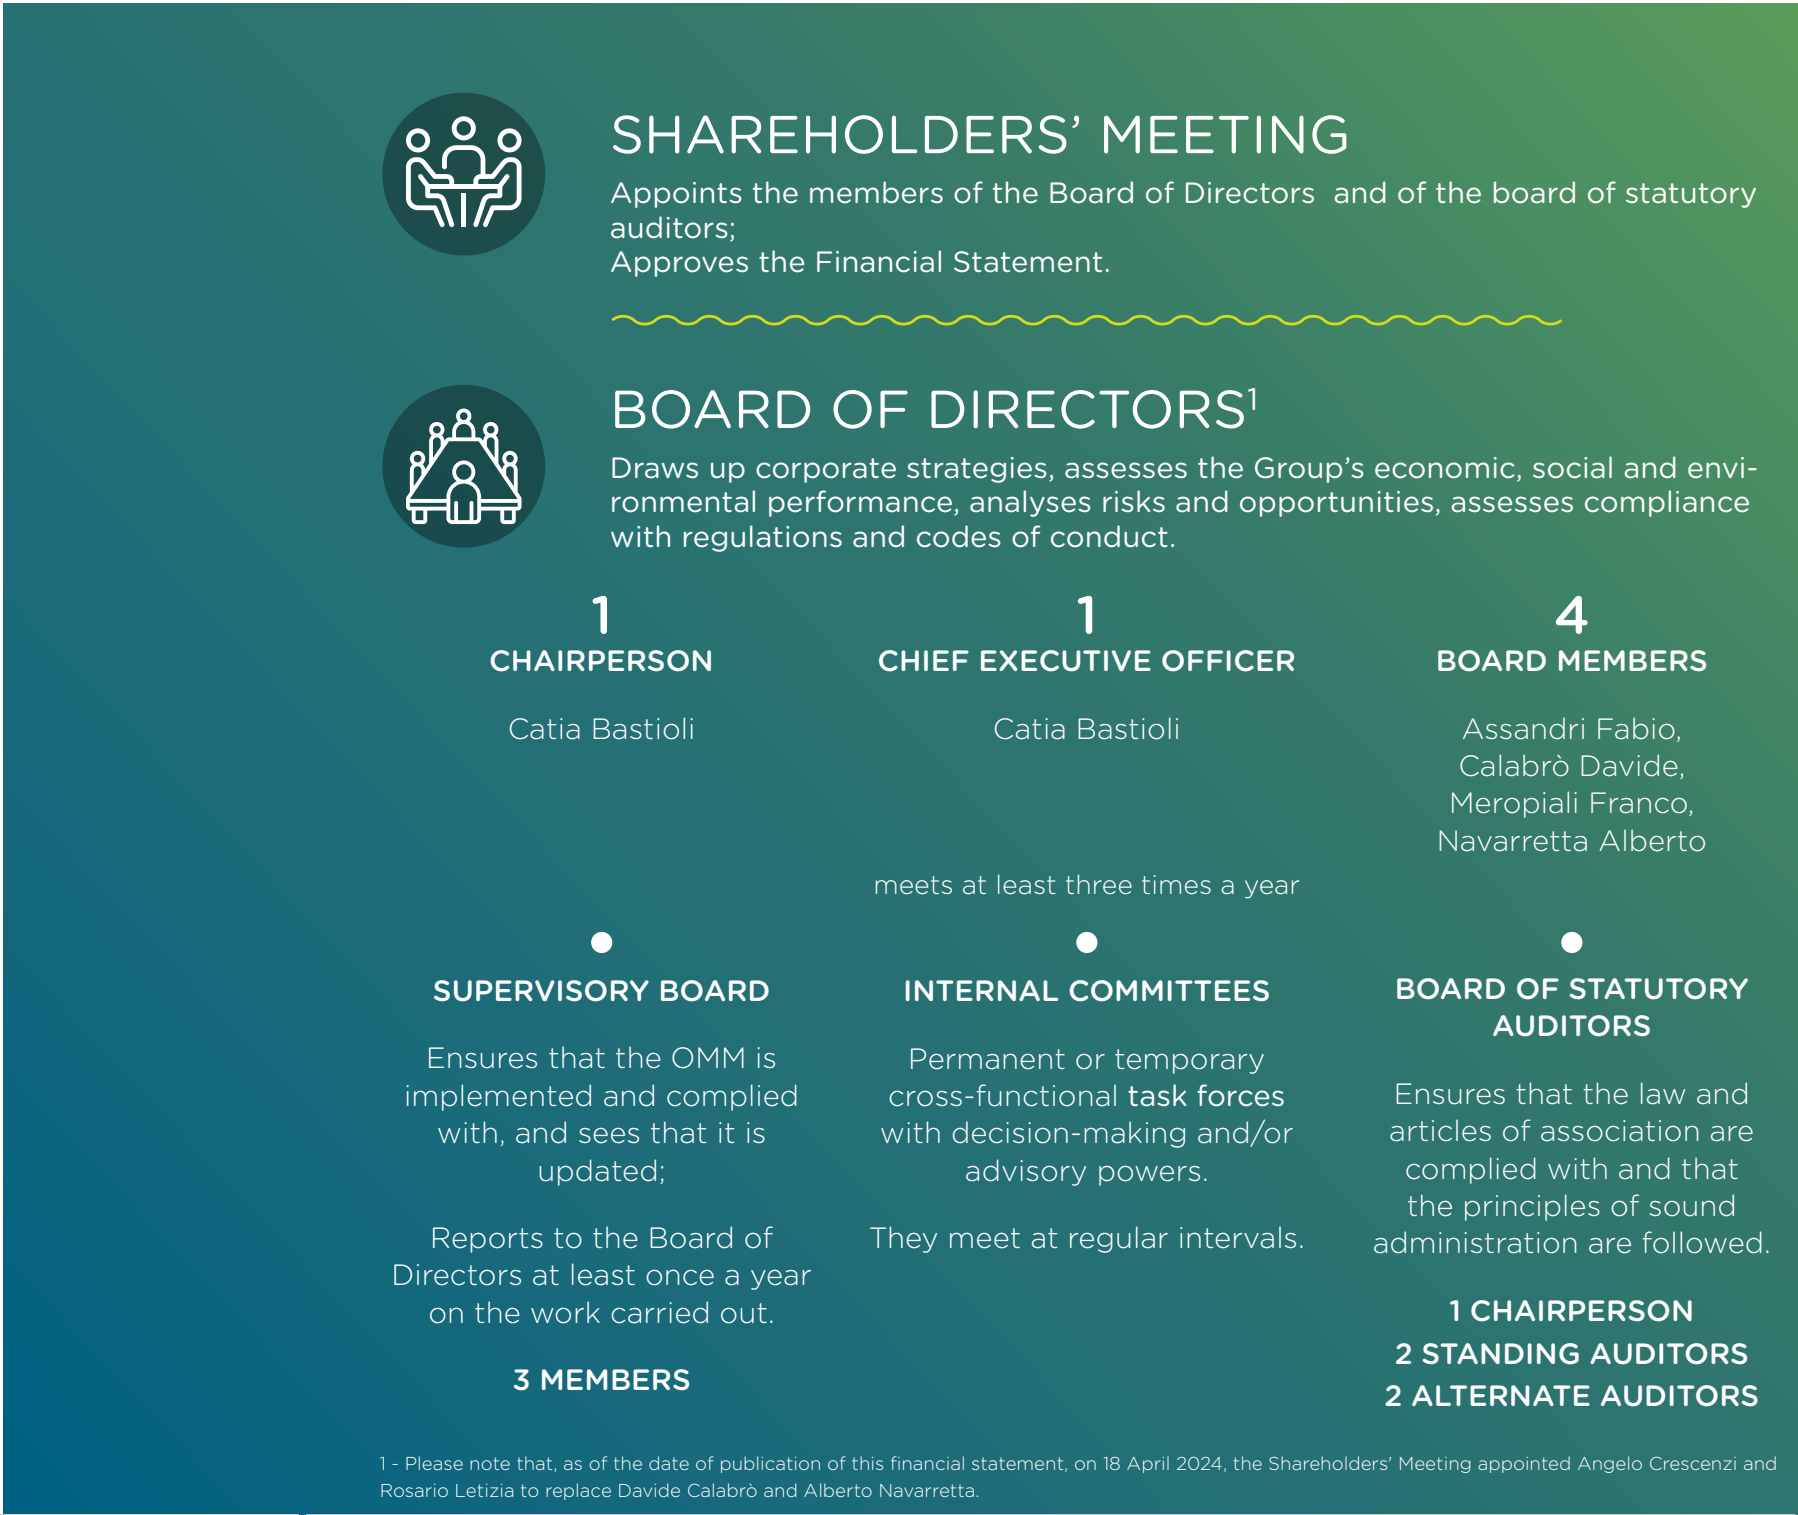 SHAREHOLDERS’ MEETING
Appoints the members of the Board of Directors and of the board of statutory
auditors;
Approves the Financial Statement.
BOARD OF DIRECTORS¹
Draws up corporate strategies, assesses the Group’s economic, social and envi-
ronmental performance, analyses risks and opportunities, assesses compliance
with regulations and codes of conduct.
1
CHAIRPERSON
Catia Bastioli
1
CHIEF EXECUTIVE OFFICER
Catia Bastioli
4
BOARD MEMBERS
Assandri Fabio,
Calabrò Davide,
Meropiali Franco,
Navarretta Alberto
meets at least three times a year
SUPERVISORY BOARD
Ensures that the OMM is
implemented and complied
with, and sees that it is
updated;
Reports to the Board of
Directors at least once a year
on the work carried out.
3 MEMBERS
INTERNAL COMMITTEES
Permanent or temporary
cross-functional task forces
with decision-making and/or
advisory powers.
They meet at regular intervals.
BOARD OF STATUTORY
AUDITORS
Ensures that the law and
articles of association are
complied with and that
the principles of sound
administration are followed.
1 CHAIRPERSON
2 STANDING AUDITORS
2 ALTERNATE AUDITORS
1 - Please note that, as of the date of publication of this financial statement, on 18 April 2024, the Shareholders' Meeting appointed Angelo Crescenzi and
Rosario Letizia to replace Davide Calabrò and Alberto Navarretta.